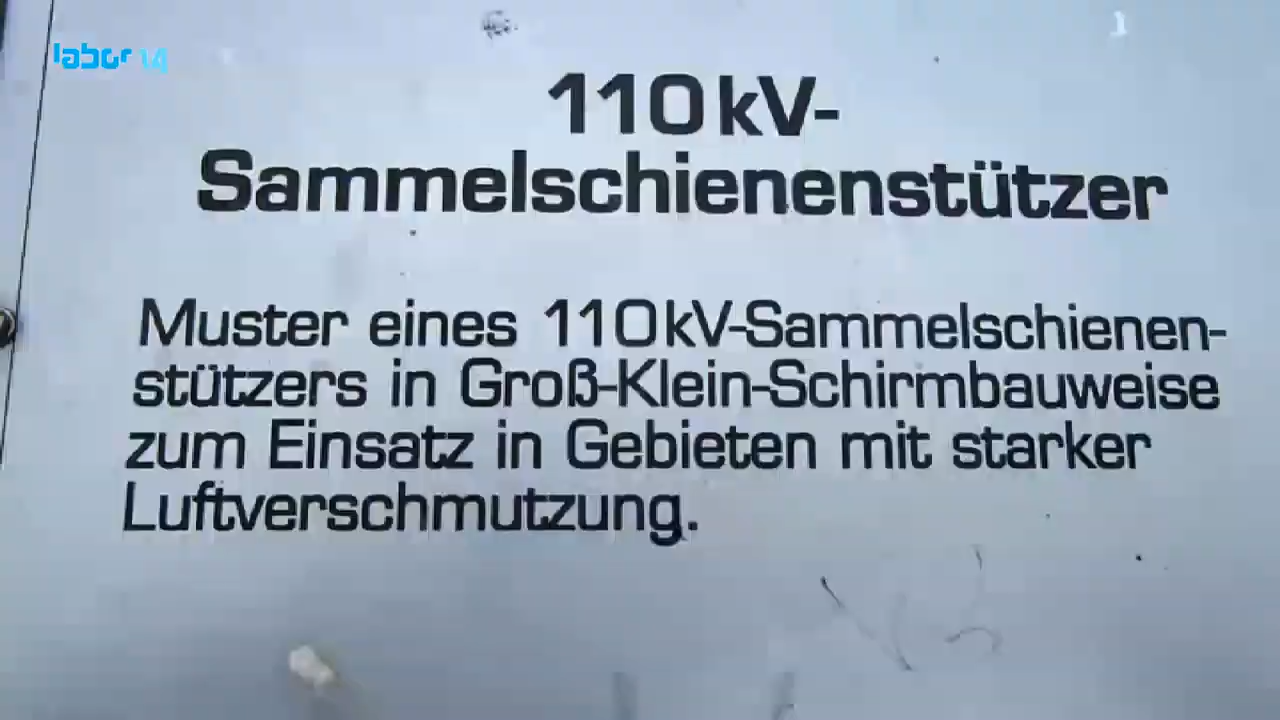 labor 14
1
110kV-
Sammelschienenstützer
Muster eines 110kV-Sammelschienen-
stützers in Groß-Klein-Schirmbauweise
zum Einsatz in Gebieten mit starker
Luftverschmutzung.